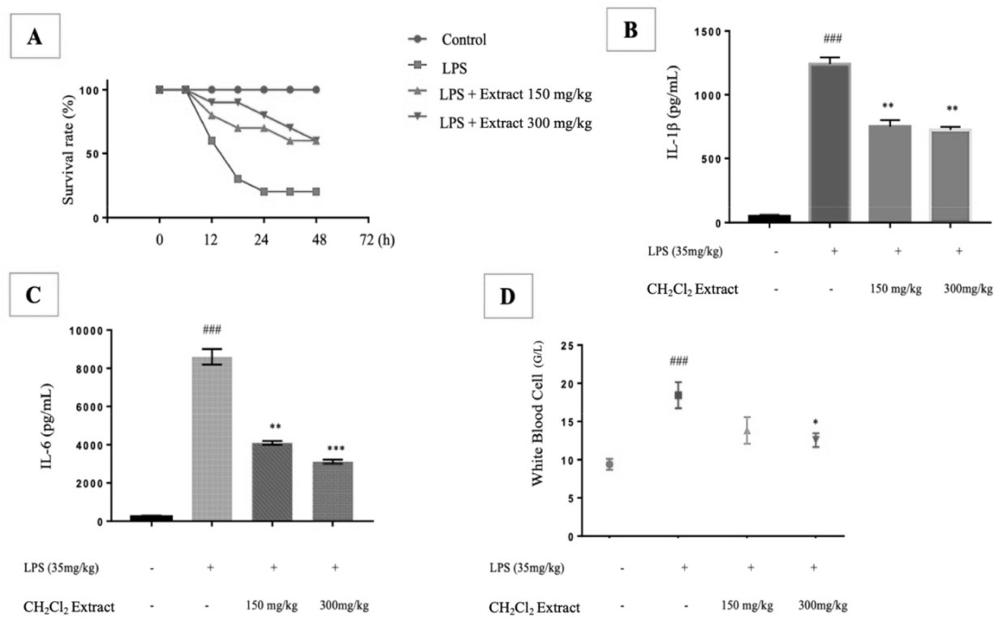 A
Control
LPS
LPS + Extract 150 mg/kg
LPS + Extract 300 mg/kg
Survival rate (%)
100
50
0
0 12 24 48 72 (h)
B
IL-1β (pg/mL)
1500
1000
500
0
###
**
**
LPS (35mg/kg) - + + +
CH₂Cl₂ Extract - - 150 mg/kg 300mg/kg
C
IL-6 (pg/mL)
10000
8000
6000
4000
2000
0
###
**
***
LPS (35mg/kg) - + + +
CH₂Cl₂ Extract - - 150 mg/kg 300mg/kg
D
White Blood Cell (G/L)
25
20
15
10
5
0
###
*
LPS (35mg/kg) - + + +
CH₂Cl₂ Extract - - 150 mg/kg 300mg/kg